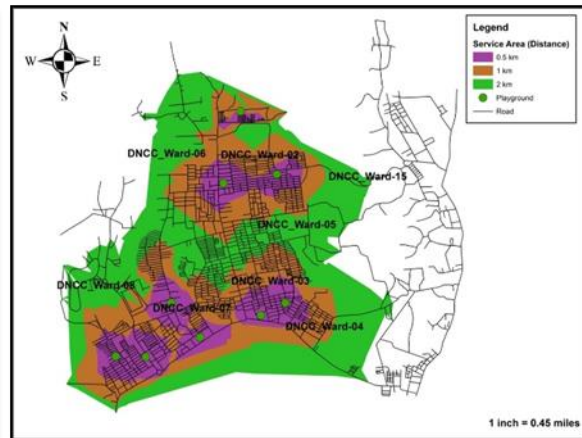 N
W E
S
Legend
Service Area (Distance)
0.5 km
1 km
2 km
Playground
Road
DNCC_Ward-06
DNCC_Ward-02
DNCC_Ward-15
DNCC_Ward-05
DNCC_Ward-03
DNCC_Ward-08
DNCC_Ward-07
DNCC_Ward-04
1 inch = 0.45 miles